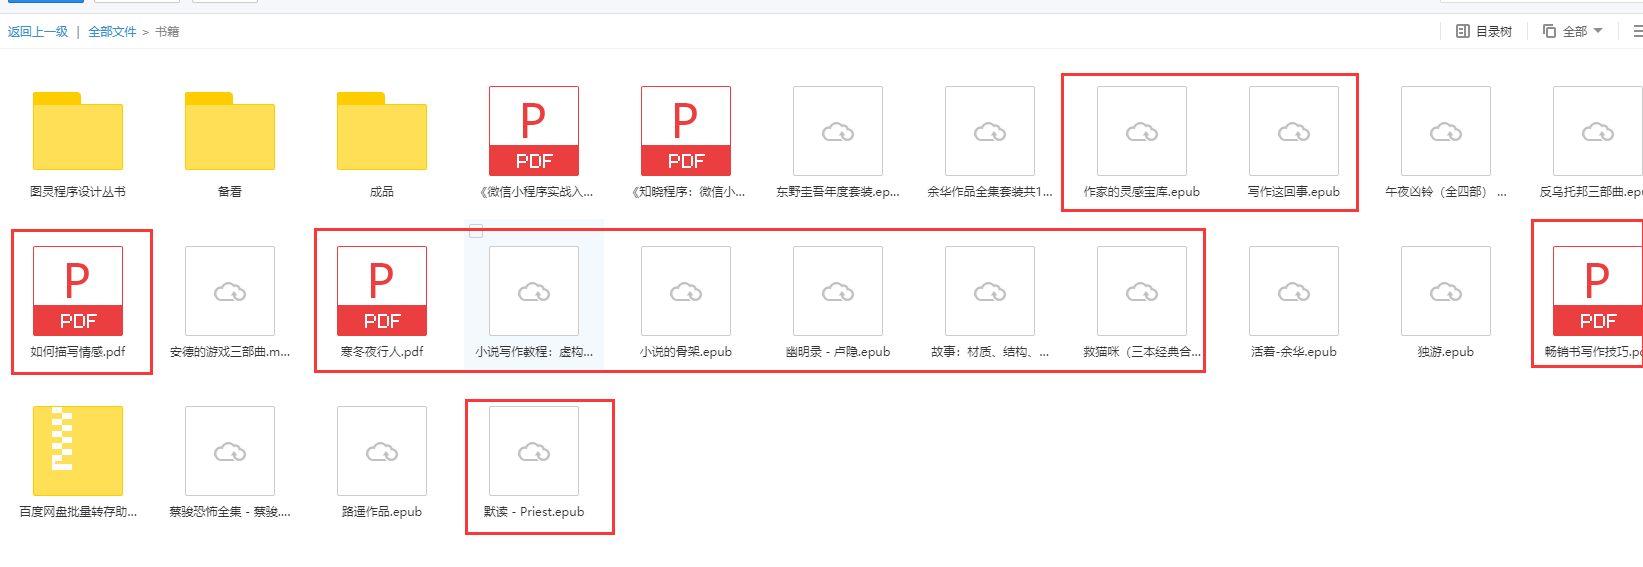 返回上一级 | 全部文件 > 书籍
目录树 全部
P PDF P PDF
图灵程序设计丛书 备看 成品 《微信小程序实战入... 《知晓程序：微信小... 东野圭吾年度套装.ep... 余华作品全集套装共1... 作家的灵感宝库.epub 写作这回事.epub 午夜凶铃（全四部） ... 反乌托邦三部曲.epu
P PDF P PDF P PDF
如何描写情感.pdf 安德的游戏三部曲.m... 寒冬夜行人.pdf 小说写作教程：虚构... 小说的骨架.epub 幽明录 - 卢隐.epub 故事：材质、结构、... 救猫咪（三本经典合... 活着-余华.epub 独游.epub 畅销书写作技巧.pd
百度网盘批量转存助... 蔡骏恐怖全集 - 蔡骏.... 路遥作品.epub 默读 - Priest.epub